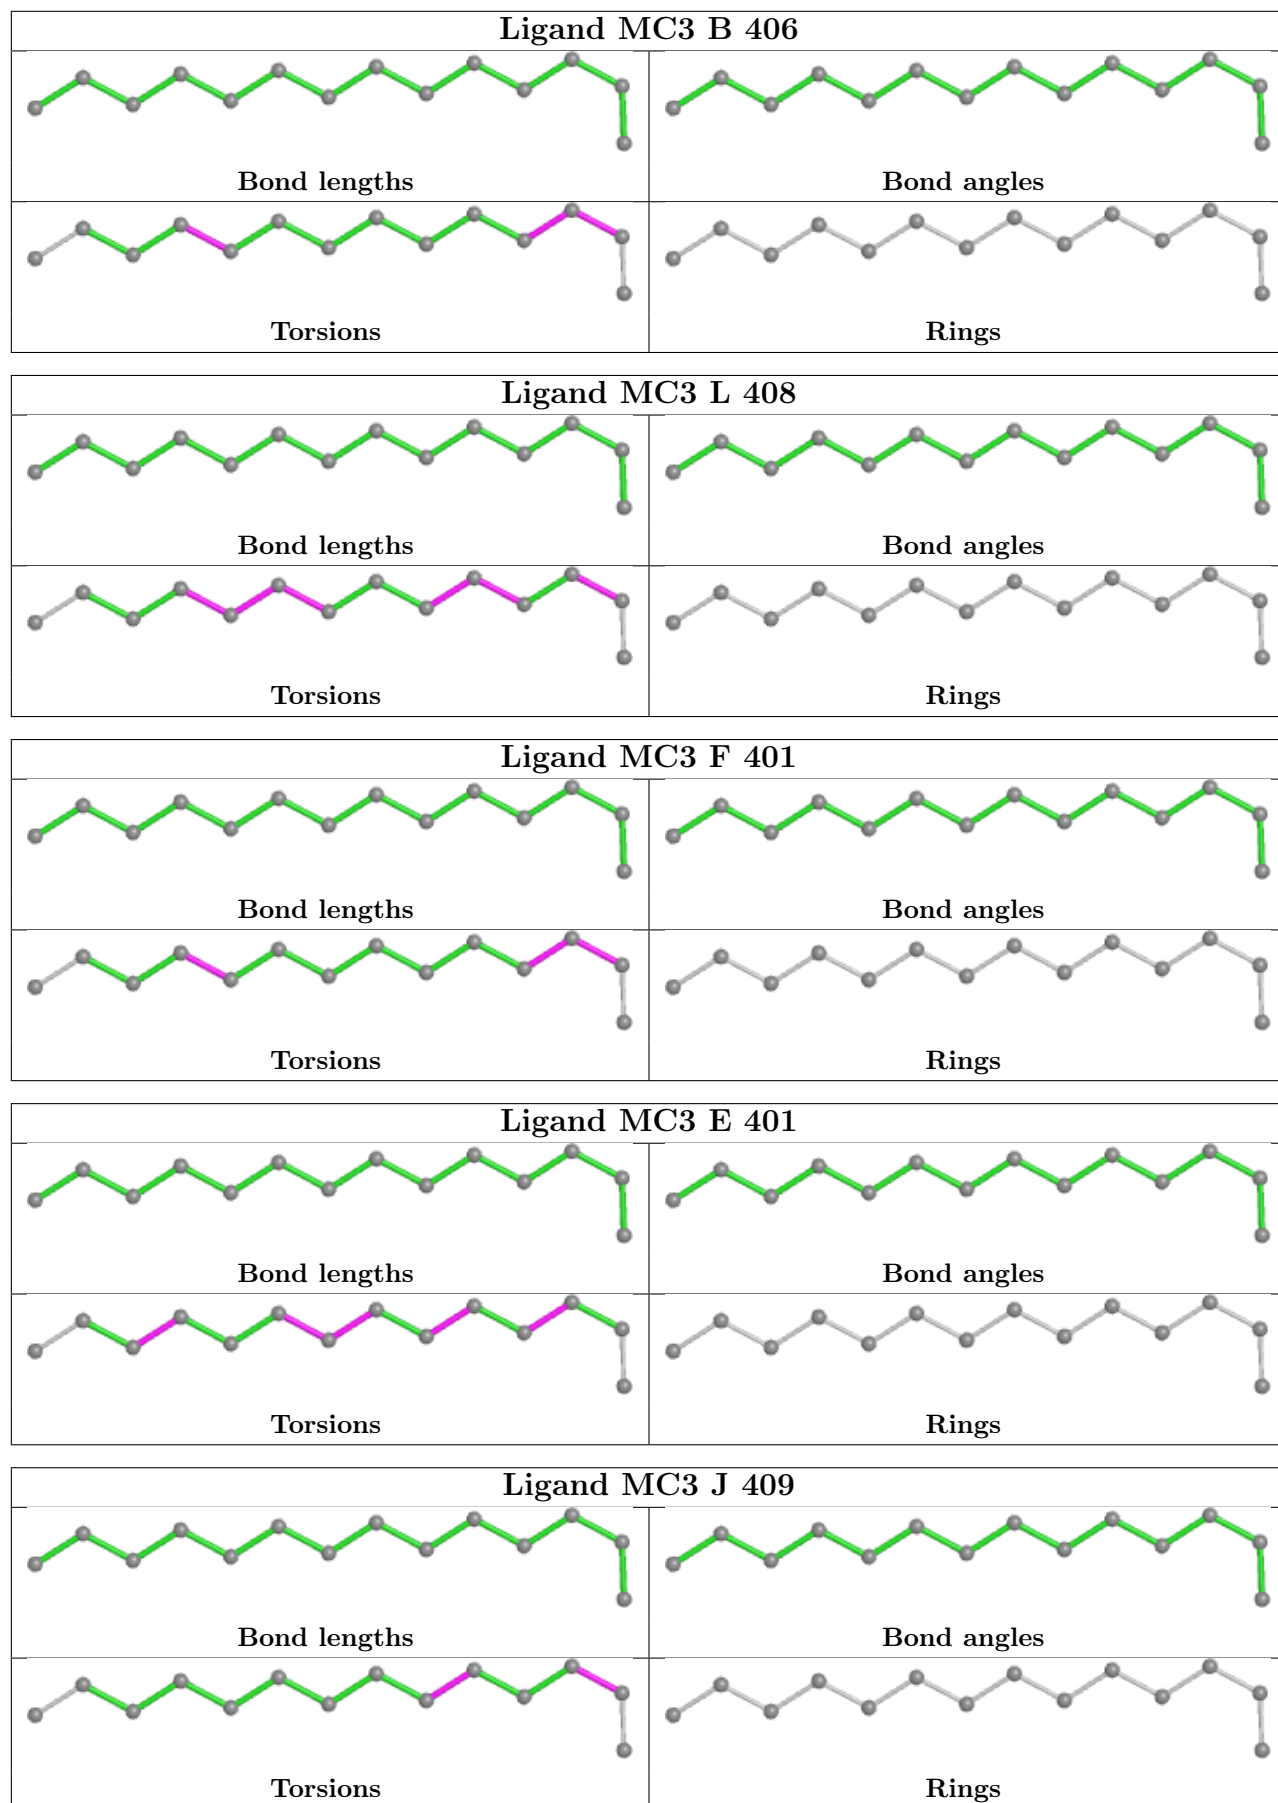 Ligand MC3 B 406
Bond lengths
Bond angles
Torsions
Rings
Ligand MC3 L 408
Bond lengths
Bond angles
Torsions
Rings
Ligand MC3 F 401
Bond lengths
Bond angles
Torsions
Rings
Ligand MC3 E 401
Bond lengths
Bond angles
Torsions
Rings
Ligand MC3 J 409
Bond lengths
Bond angles
Torsions
Rings